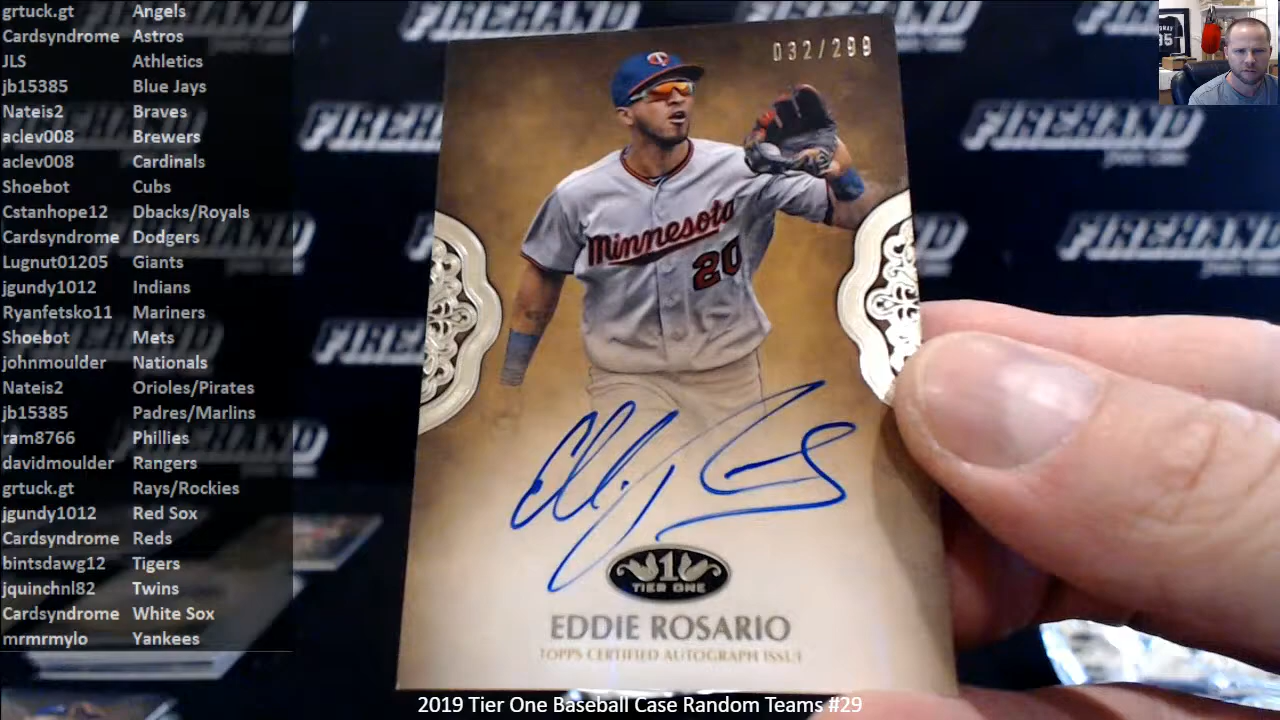 grtuck.gt Angels
Cardsyndrome Astros
JLS Athletics
jb15385 Blue Jays
Nateis2 Braves
aclev008 Brewers
aclev008 Cardinals
Shoebot Cubs
Cstanhope12 Dbacks/Royals
Cardsyndrome Dodgers
Lugnut01205 Giants
jgundy1012 Indians
Ryanfetsko11 Mariners
Shoebot Mets
johnmoulder Nationals
Nateis2 Orioles/Pirates
jb15385 Padres/Marlins
ram8766 Phillies
davidmoulder Rangers
grtuck.gt Rays/Rockies
jgundy1012 Red Sox
Cardsyndrome Reds
bintsdawg12 Tigers
jquinchnl82 Twins
Cardsyndrome White Sox
mrmrmylo Yankees
032/299
Minnesota
20
1
TIER ONE
EDDIE ROSARIO
TOPPS CERTIFIED AUTOGRAPH ISSUE
FIREHAND
FIREHAND
FIREHAND
FIREHAND
2019 Tier One Baseball Case Random Teams #29